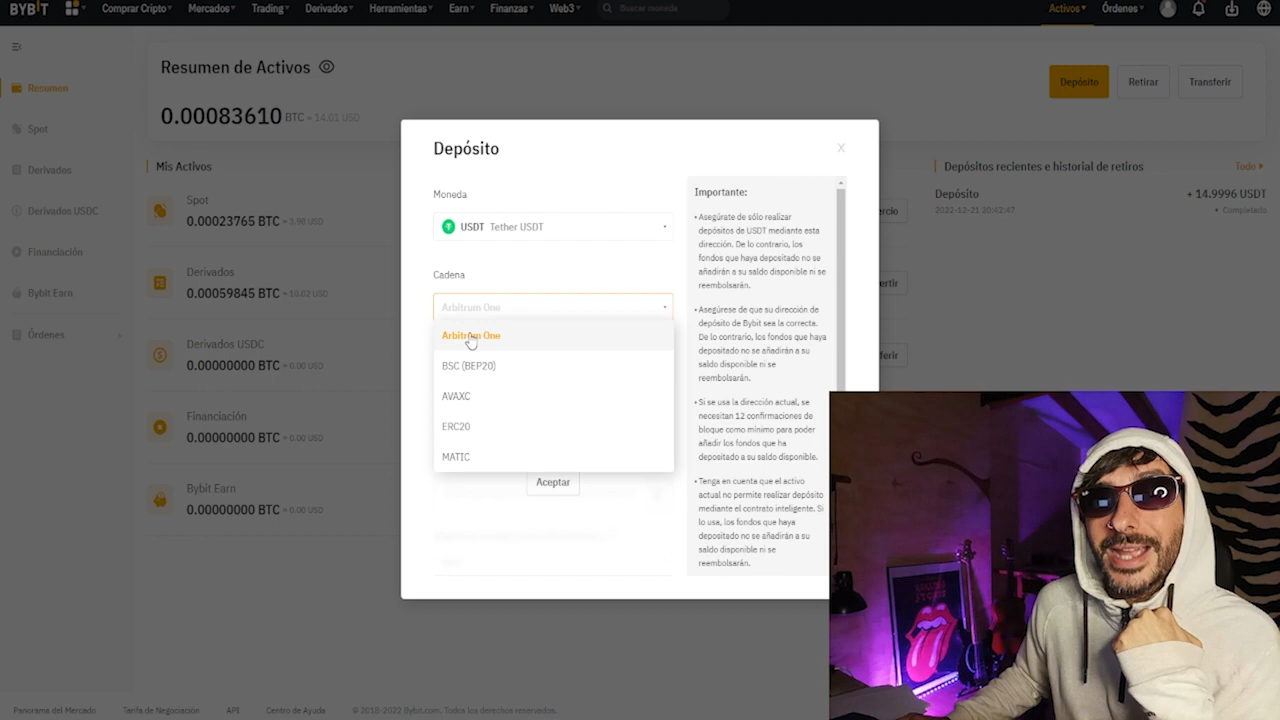 BYBIT
Comprar Cripto
Mercados
Trading
Derivados
Herramientas
Earn
Finanzas
Web3
Buscar moneda
Activos
Órdenes
Resumen
Spot
Derivados
Derivados USDC
Financiación
Bybit Earn
Órdenes
Resumen de Activos
0.00083610 BTC ≈ 14.01 USD
Depósito
Retirar
Transferir
Mis Activos
Spot
0.00023765 BTC ≈ 3.98 USD
Derivados
0.00059845 BTC ≈ 10.02 USD
Derivados USDC
0.00000000 BTC ≈ 0.00 USD
Financiación
0.00000000 BTC ≈ 0.00 USD
Bybit Earn
0.00000000 BTC ≈ 0.00 USD
Depósito
X
Moneda
USDT Tether USDT
Cadena
Arbitrum One
Arbitrum One
BSC (BEP20)
AVAXC
ERC20
MATIC
Aceptar
Importante:
• Asegúrate de sólo realizar
depósitos de USDT mediante esta
dirección. De lo contrario, los
fondos que haya depositado no se
añadirán a su saldo disponible ni se
reembolsarán.
• Asegúrese de que su dirección de
depósito de Bybit sea la correcta.
De lo contrario, los fondos que haya
depositado no se añadirán a su
saldo disponible ni se
reembolsarán.
• Si se usa la dirección actual, se
necesitan 12 confirmaciones de
bloque como mínimo para poder
añadir los fondos que ha
depositado a su saldo disponible.
• Tenga en cuenta que el activo
actual no permite realizar depósito
mediante el contrato inteligente. Si
lo usa, los fondos que haya
depositado no se añadirán a su
saldo disponible ni se
reembolsarán.
ercio
ertir
ferir
Depósitos recientes e historial de retiros
Todo
Depósito
+ 14.9996 USDT
2022-12-21 20:42:47
• Completado
Panorama del Mercado
Tarifa de Negociación
API
Centro de Ayuda
© 2018-2022 Bybit.com. Todos los derechos reservados.